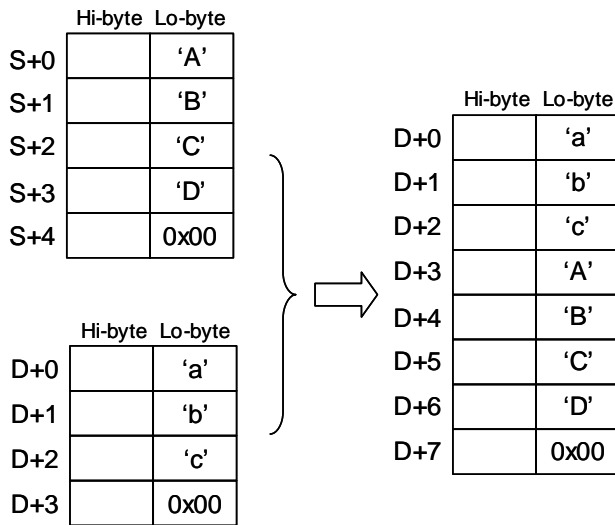 Hi-byte Lo-byte
S+0 ‘A’
S+1 ‘B’
S+2 ‘C’
S+3 ‘D’
S+4 0x00
Hi-byte Lo-byte
D+0 ‘a’
D+1 ‘b’
D+2 ‘c’
D+3 0x00
Hi-byte Lo-byte
D+0 ‘a’
D+1 ‘b’
D+2 ‘c’
D+3 ‘A’
D+4 ‘B’
D+5 ‘C’
D+6 ‘D’
D+7 0x00